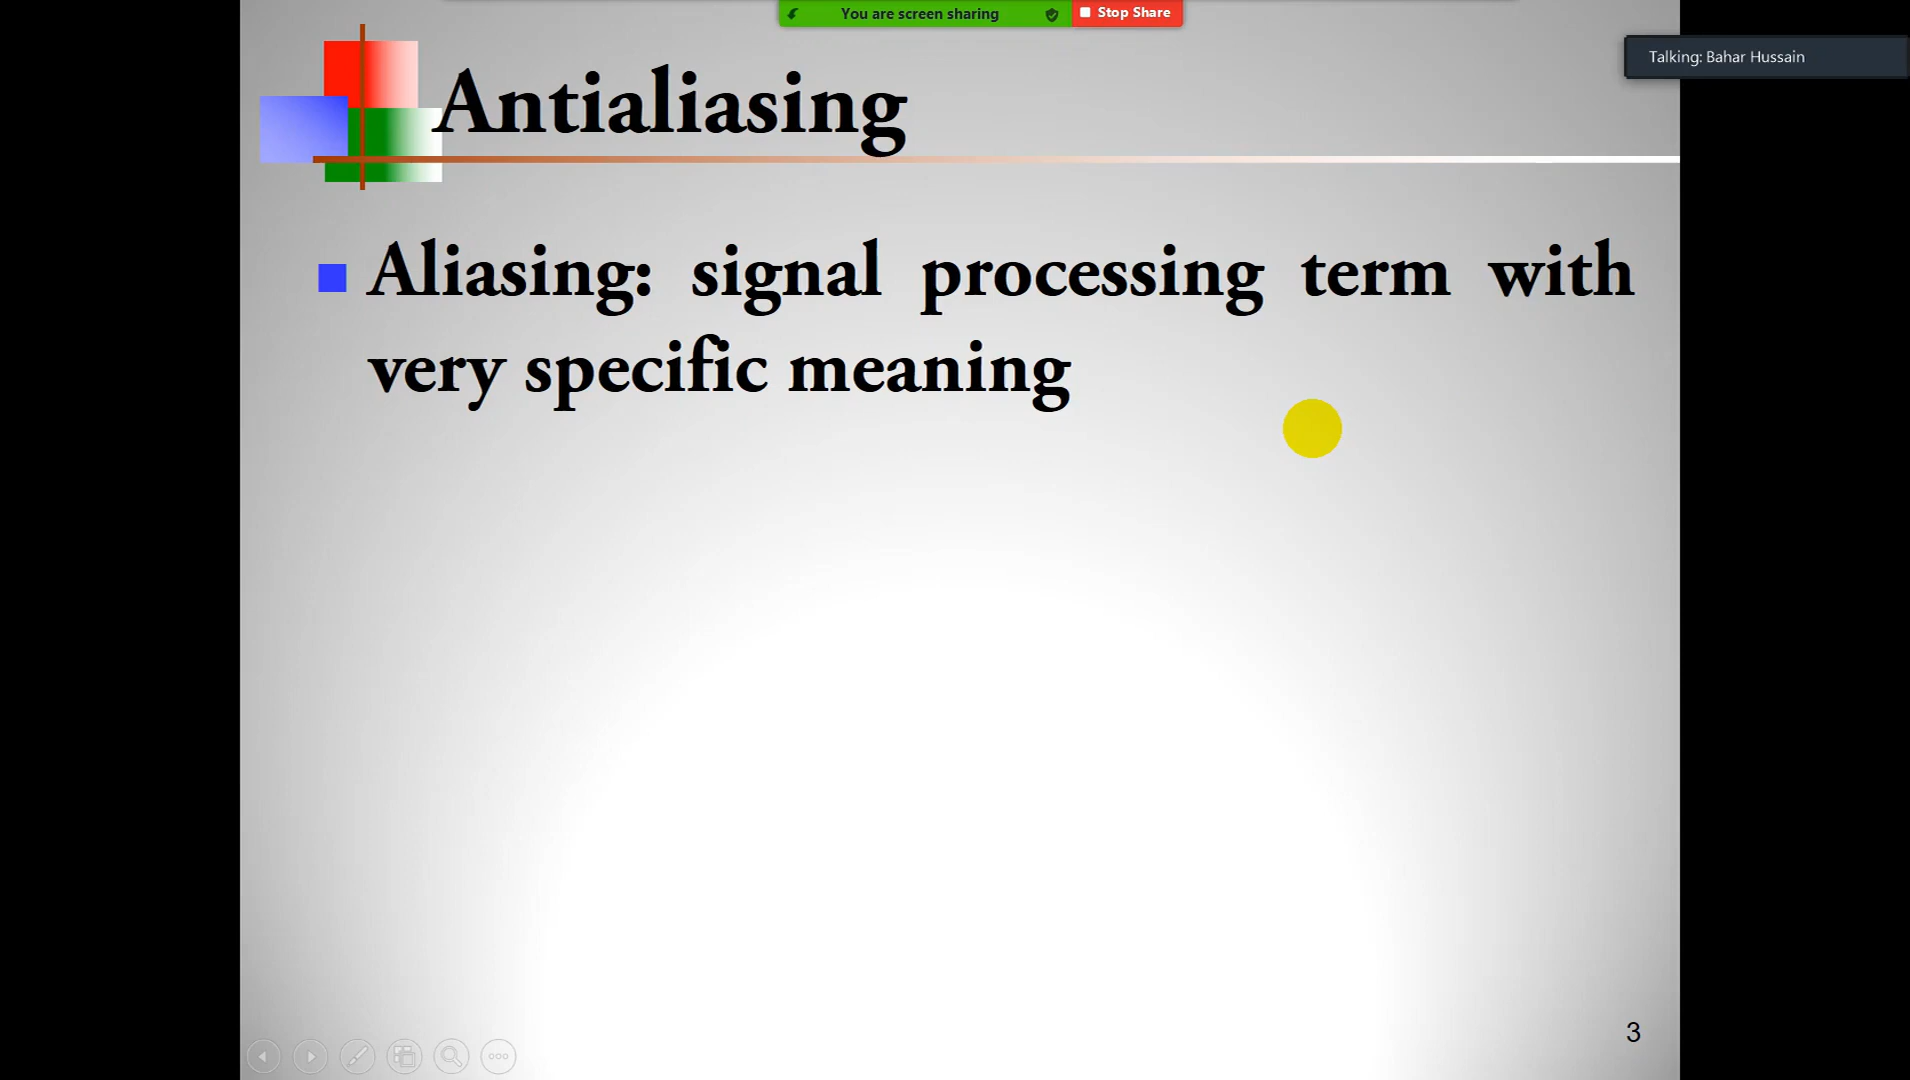 You are screen sharing
Stop Share
Talking: Bahar Hussain
Antialiasing
Aliasing: signal processing term with
very specific meaning
3